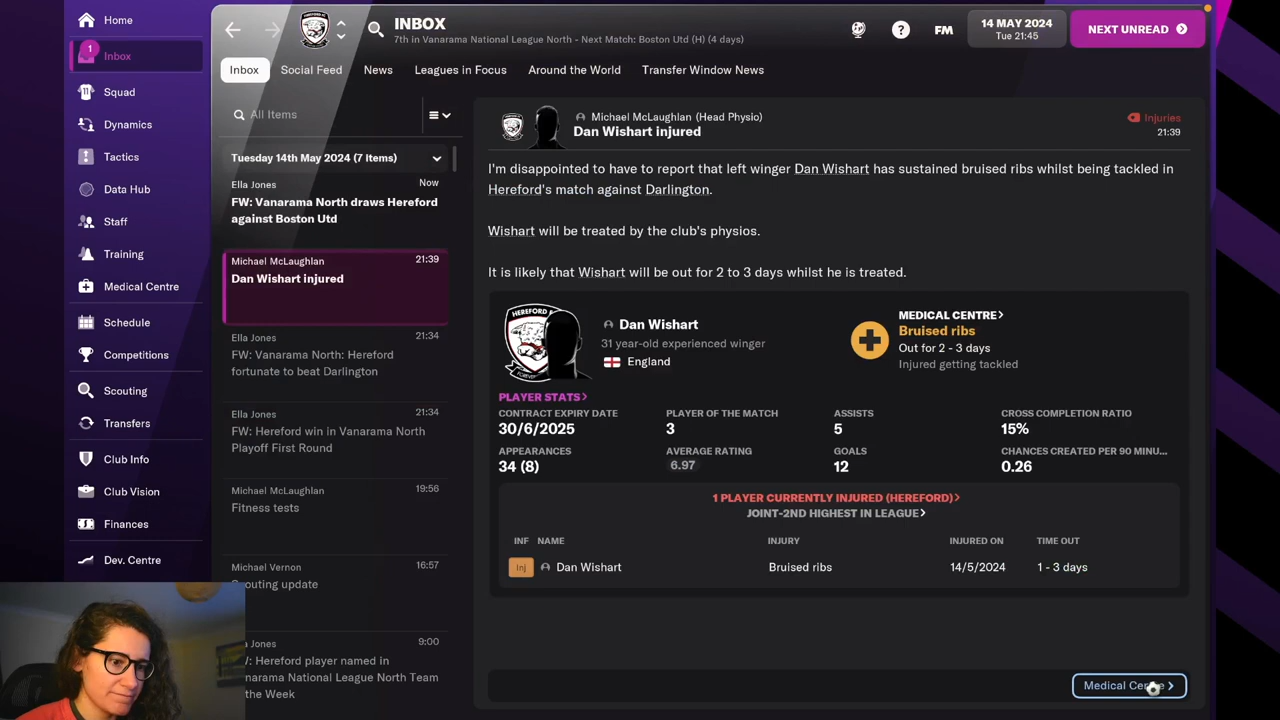 Home
1
Inbox
Squad
Dynamics
Tactics
Data Hub
Staff
Training
Medical Centre
Schedule
Competitions
Scouting
Transfers
Club Info
Club Vision
Finances
Dev. Centre
INBOX
7th in Vanarama National League North - Next Match: Boston Utd (H) (4 days)
FM
14 MAY 2024
Tue 21:45
NEXT UNREAD
Inbox
Social Feed
News
Leagues in Focus
Around the World
Transfer Window News
All Items
Tuesday 14th May 2024 (7 items)
Ella Jones
Now
FW: Vanarama North draws Hereford
against Boston Utd
Michael McLaughlan
21:39
Dan Wishart injured
Ella Jones
21:34
FW: Vanarama North: Hereford
fortunate to beat Darlington
Ella Jones
21:34
FW: Hereford win in Vanarama North
Playoff First Round
Michael McLaughlan
19:56
Fitness tests
Michael Vernon
16:57
Scouting update
Jones
9:00
: Hereford player named in
anarama National League North Team
the Week
Michael McLaughlan (Head Physio)
Dan Wishart injured
Injuries
21:39
I'm disappointed to have to report that left winger Dan Wishart has sustained bruised ribs whilst being tackled in
Hereford's match against Darlington.
Wishart will be treated by the club's physios.
It is likely that Wishart will be out for 2 to 3 days whilst he is treated.
Dan Wishart
31 year-old experienced winger
England
MEDICAL CENTRE
Bruised ribs
Out for 2 - 3 days
Injured getting tackled
PLAYER STATS
CONTRACT EXPIRY DATE
30/6/2025
PLAYER OF THE MATCH
3
ASSISTS
5
CROSS COMPLETION RATIO
15%
APPEARANCES
34 (8)
AVERAGE RATING
6.97
GOALS
12
CHANCES CREATED PER 90 MINU...
0.26
1 PLAYER CURRENTLY INJURED (HEREFORD)
JOINT-2ND HIGHEST IN LEAGUE
INF
NAME
INJURY
INJURED ON
TIME OUT
Inj
Dan Wishart
Bruised ribs
14/5/2024
1 - 3 days
Medical Centre